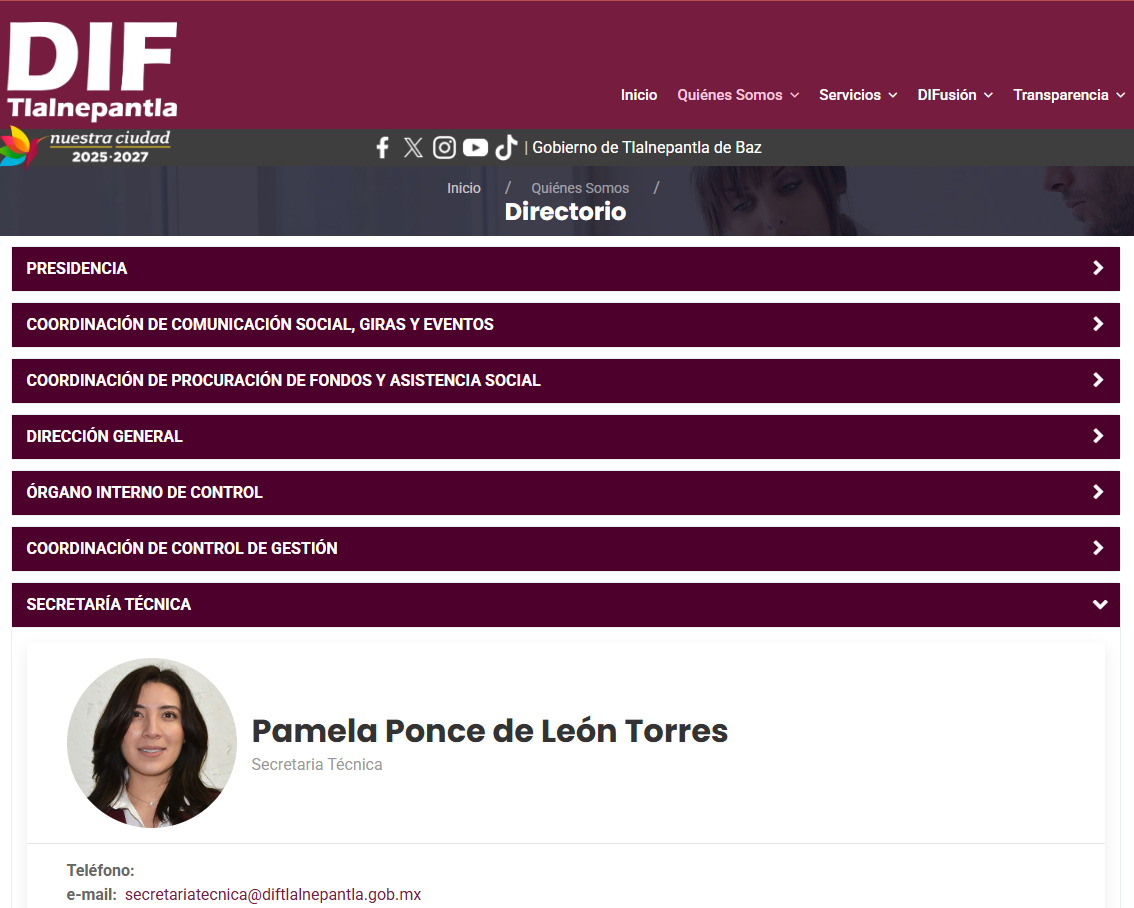 DIF
Tlalnepantla
nuestra ciudad
2025·2027
Inicio Quiénes Somos Servicios DIFusión Transparencia
| Gobierno de Tlalnepantla de Baz
Inicio / Quiénes Somos /
Directorio
PRESIDENCIA
COORDINACIÓN DE COMUNICACIÓN SOCIAL, GIRAS Y EVENTOS
COORDINACIÓN DE PROCURACIÓN DE FONDOS Y ASISTENCIA SOCIAL
DIRECCIÓN GENERAL
ÓRGANO INTERNO DE CONTROL
COORDINACIÓN DE CONTROL DE GESTIÓN
SECRETARÍA TÉCNICA
Pamela Ponce de León Torres
Secretaria Técnica
Teléfono:
e-mail: secretariatecnica@diftlalnepantla.gob.mx